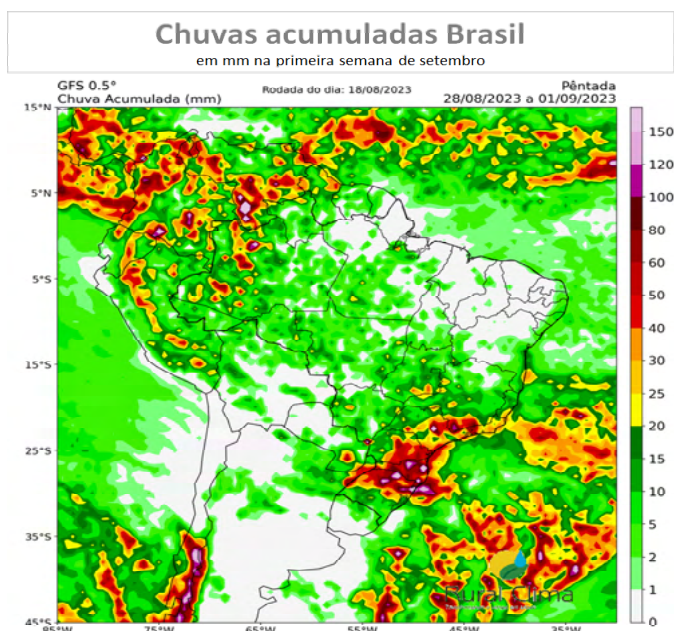 Chuvas acumuladas Brasil
em mm na primeira semana de setembro
GFS 0.5° Rodada do dia: 18/08/2023 Pêntada
Chuva Acumulada (mm) 28/08/2023 a 01/09/2023
15°N
5°N
5°S
15°S
25°S
35°S
45°S
85°W 75°W 65°W 55°W 45°W 35°W
150
120
100
80
60
50
40
30
25
20
15
10
5
2
1
0
Rural Clima